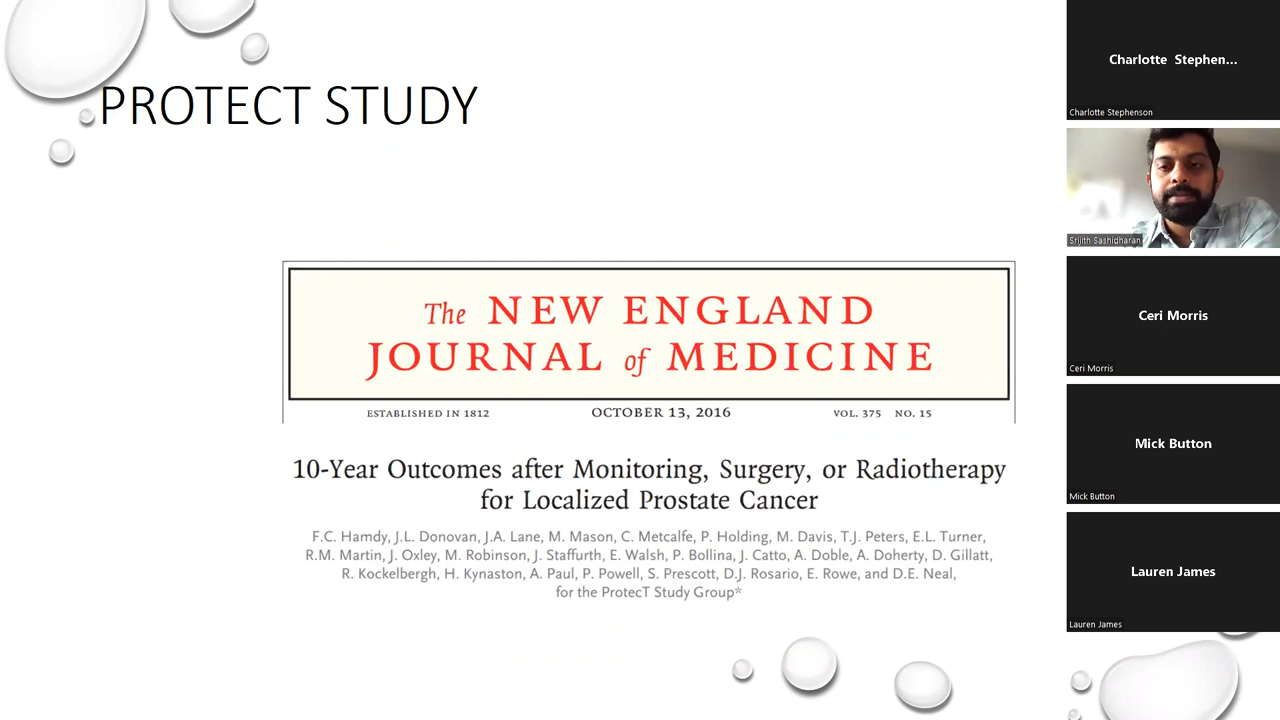 PROTECT STUDY
The NEW ENGLAND
JOURNAL of MEDICINE
ESTABLISHED IN 1812 OCTOBER 13, 2016 VOL. 375 NO. 15
10-Year Outcomes after Monitoring, Surgery, or Radiotherapy
for Localized Prostate Cancer
F.C. Hamdy, J.L. Donovan, J.A. Lane, M. Mason, C. Metcalfe, P. Holding, M. Davis, T.J. Peters, E.L. Turner,
R.M. Martin, J. Oxley, M. Robinson, J. Staffurth, E. Walsh, P. Bollina, J. Catto, A. Doble, A. Doherty, D. Gillatt,
R. Kockelbergh, H. Kynaston, A. Paul, P. Powell, S. Prescott, D.J. Rosario, E. Rowe, and D.E. Neal,
for the ProtecT Study Group*
Charlotte Stephen...
Charlotte Stephenson
Srijith Sashidharan
Ceri Morris
Ceri Morris
Mick Button
Mick Button
Lauren James
Lauren James